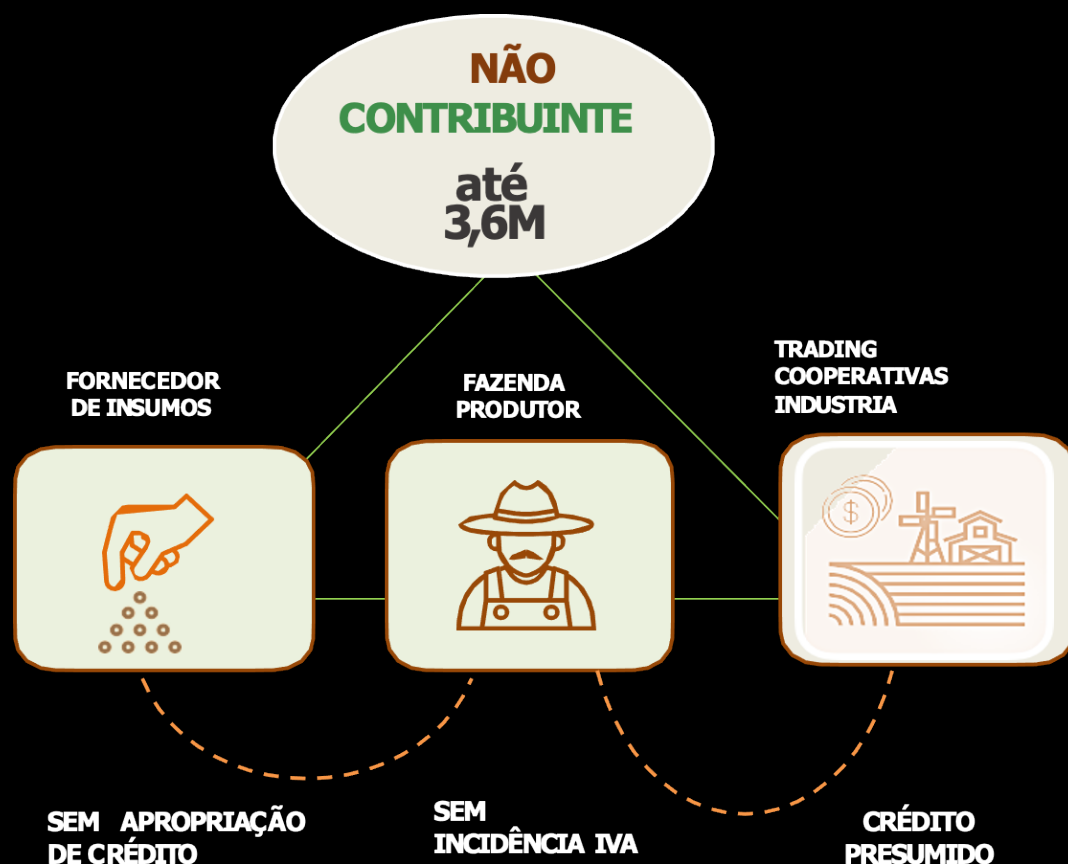 NÃO
CONTRIBUINTE
até
3,6M
FORNECEDOR
DE INSUMOS
FAZENDA
PRODUTOR
TRADING
COOPERATIVAS
INDUSTRIA
$
SEM APROPRIAÇÃO
DE CRÉDITO
SEM
INCIDÊNCIA IVA
CRÉDITO
PRESUMIDO